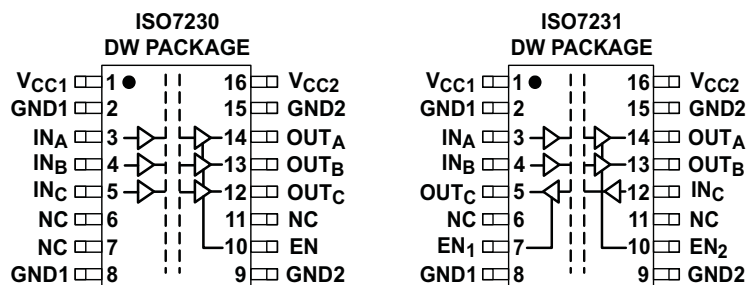 ISO7230
DW PACKAGE
VCC1 1 16 VCC2
GND1 2 15 GND2
INA 3 14 OUTA
INB 4 13 OUTB
INC 5 12 OUTC
NC 6 11 NC
NC 7 10 EN
GND1 8 9 GND2
ISO7231
DW PACKAGE
VCC1 1 16 VCC2
GND1 2 15 GND2
INA 3 14 OUTA
INB 4 13 OUTB
OUTC 5 12 INC
NC 6 11 NC
EN1 7 10 EN2
GND1 8 9 GND2